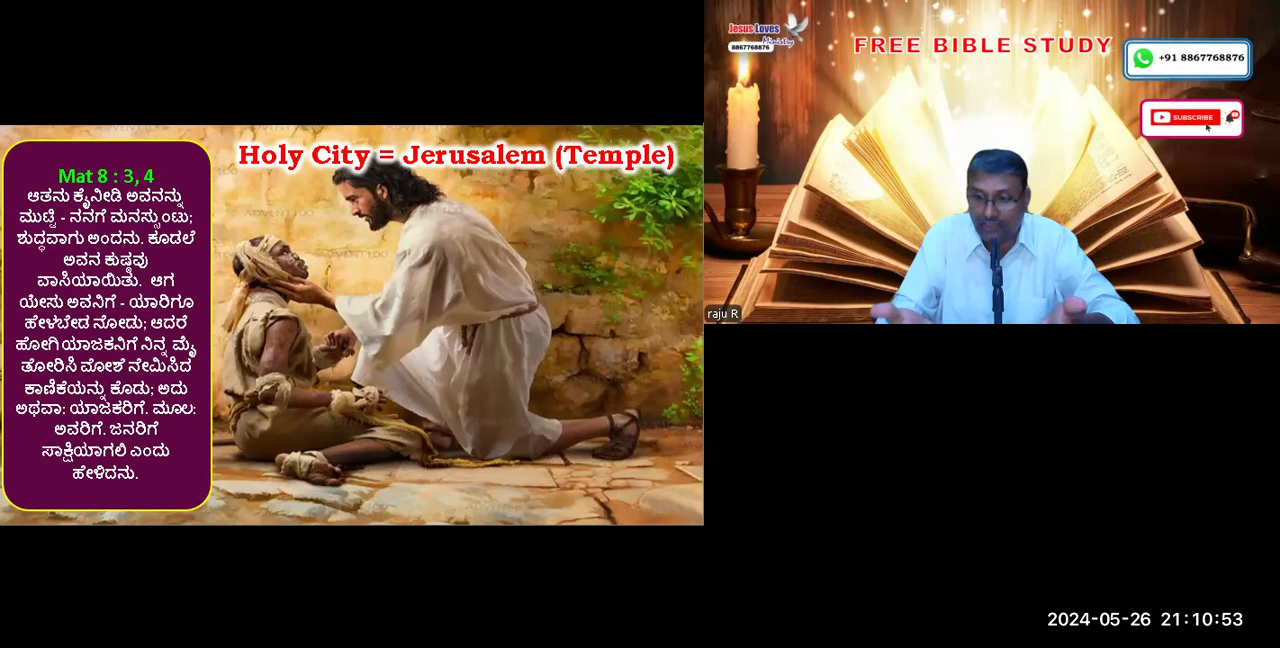 Holy City = Jerusalem (Temple)
Mat 8 : 3, 4
ಆತನು ಕೈನೀಡಿ ಅವನನ್ನು
ಮುಟ್ಟಿ - ನನಗೆ ಮನಸ್ಸುಂಟು;
ಶುದ್ಧವಾಗು ಅಂದನು. ಕೂಡಲೆ
ಅವನ ಕುಷ್ಠವು
ವಾಸಿಯಾಯಿತು. ಆಗ
ಯೇಸು ಅವನಿಗೆ - ಯಾರಿಗೂ
ಹೇಳಬೇಡ ನೋಡು; ಆದರೆ
ಹೋಗಿ ಯಾಜಕನಿಗೆ ನಿನ್ನ ಮೈ
ತೋರಿಸಿ ಮೋಶೆ ನೇಮಿಸಿದ
ಕಾಣಿಕೆಯನ್ನು ಕೊಡು; ಅದು
ಅಥವಾ: ಯಾಜಕರಿಗೆ. ಮೂಲ:
ಅವರಿಗೆ. ಜನರಿಗೆ
ಸಾಕ್ಷಿಯಾಗಲಿ ಎಂದು
ಹೇಳಿದನು.
Jesus Loves
Ministry
8867768876
FREE BIBLE STUDY
+91 8867768876
SUBSCRIBE
raju R
2024-05-26 21:10:53